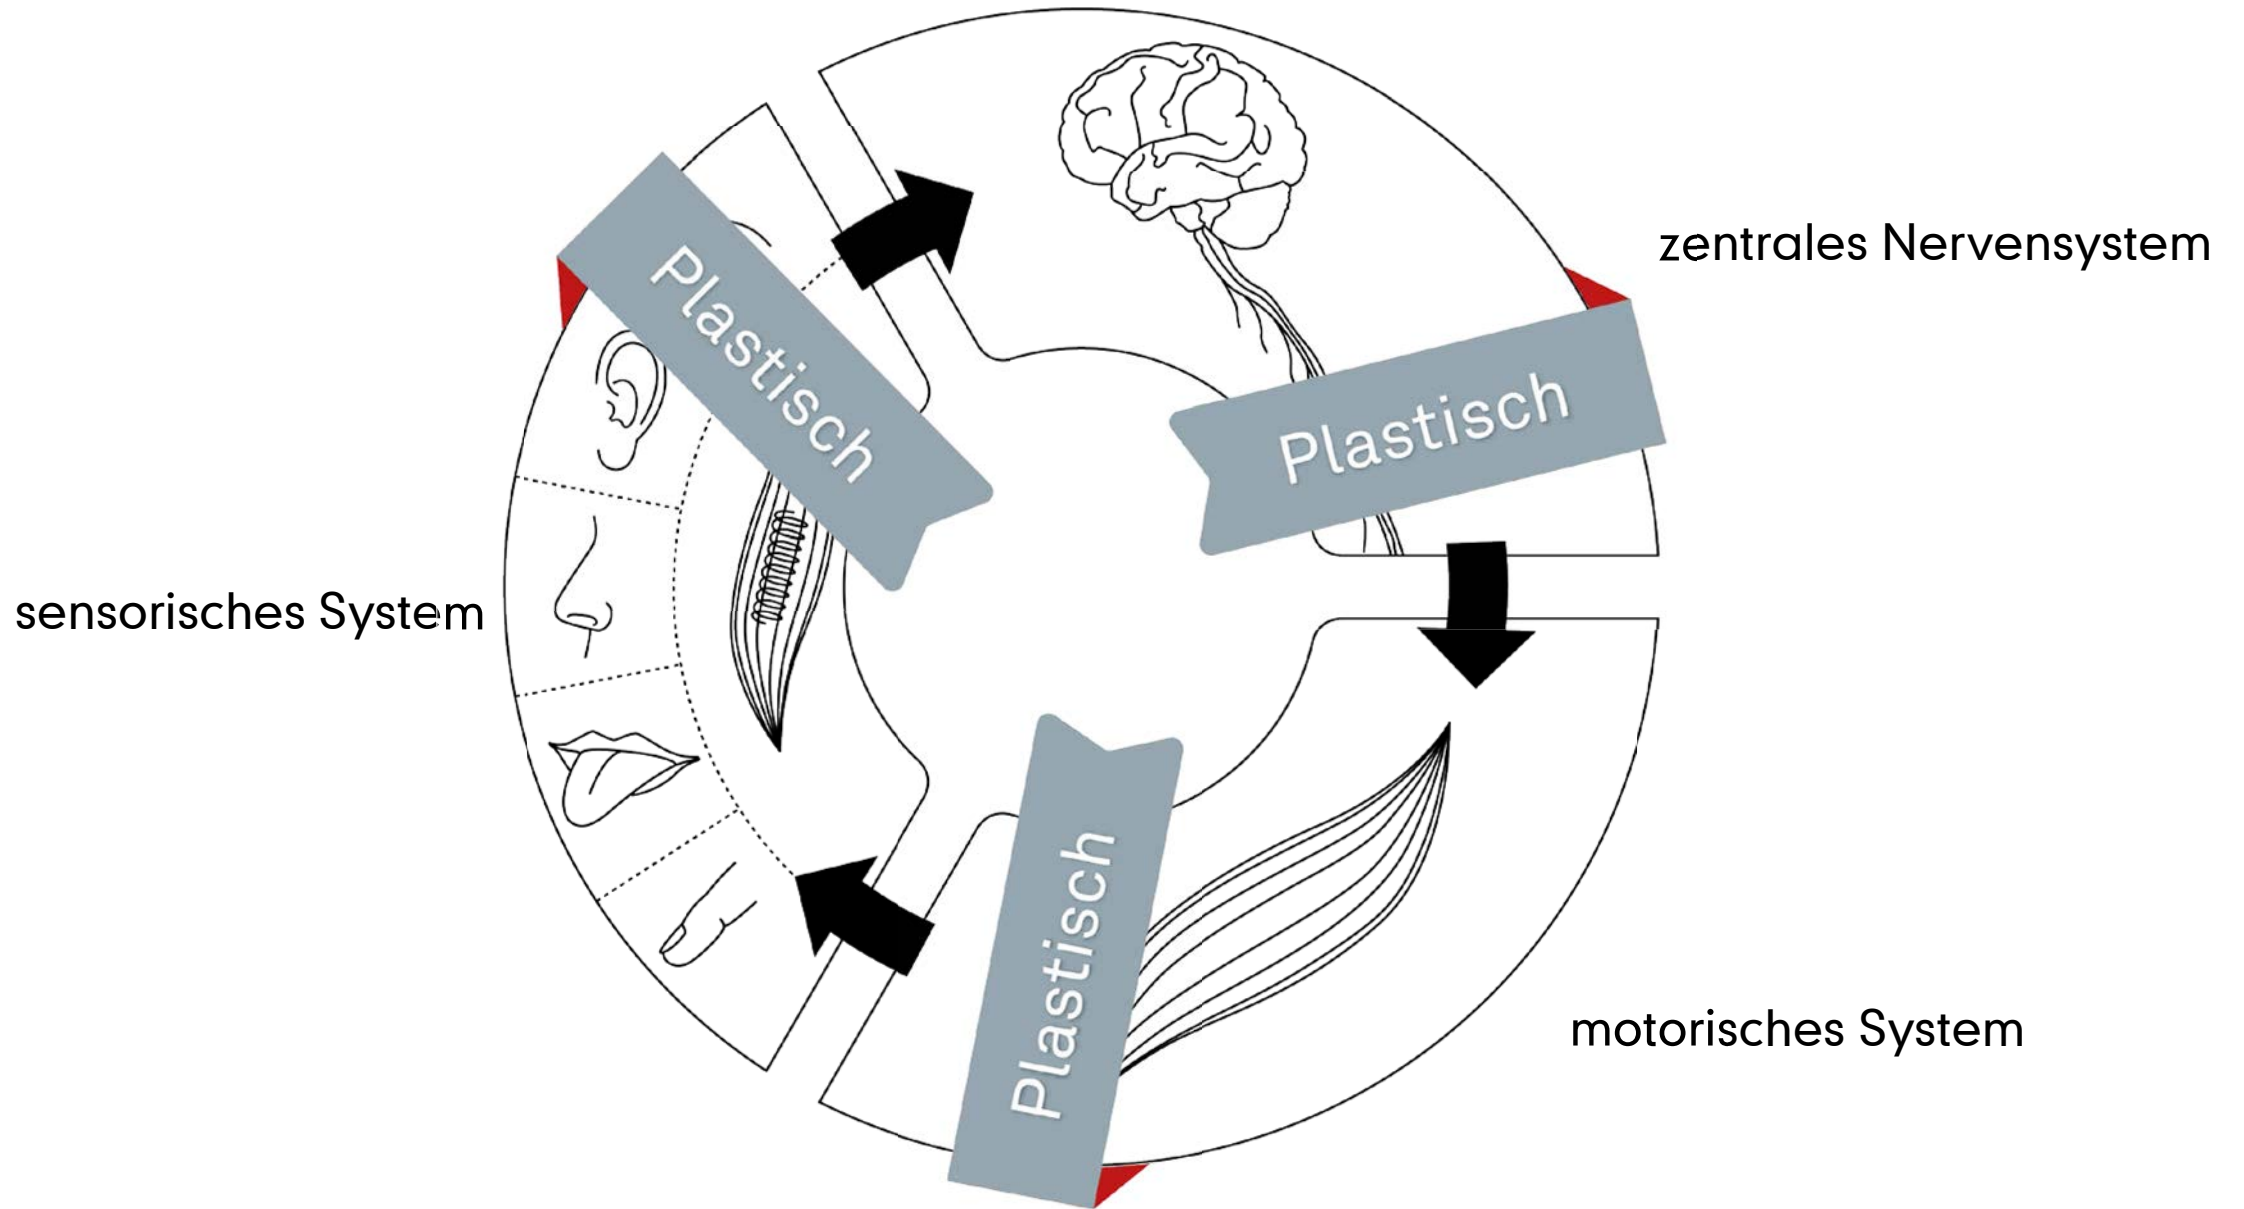 zentrales Nervensystem
Plastisch
Plastisch
sensorisches System
Plastisch
motorisches System